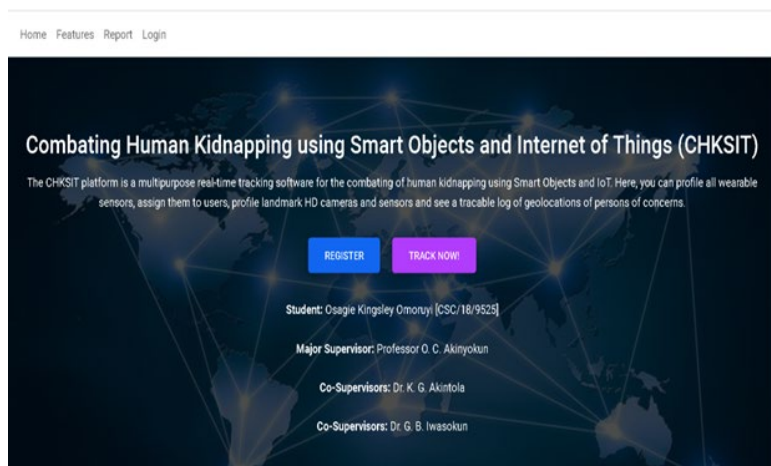 Home Features Report Login
Combating Human Kidnapping using Smart Objects and Internet of Things (CHKSIT)
The CHKSIT platform is a multipurpose real-time tracking software for the combating of human kidnapping using Smart Objects and IoT. Here, you can profile all wearable
sensors, assign them to users, profile landmark HD cameras and sensors and see a tracable log of geolocations of persons of concerns.
REGISTER TRACK NOW!
Student: Osagie Kingsley Omoruyi [CSC/18/9525]
Major Supervisor: Professor O. C. Akinyokun
Co-Supervisors: Dr. K. G. Akintola
Co-Supervisors: Dr. G. B. Iwasokun